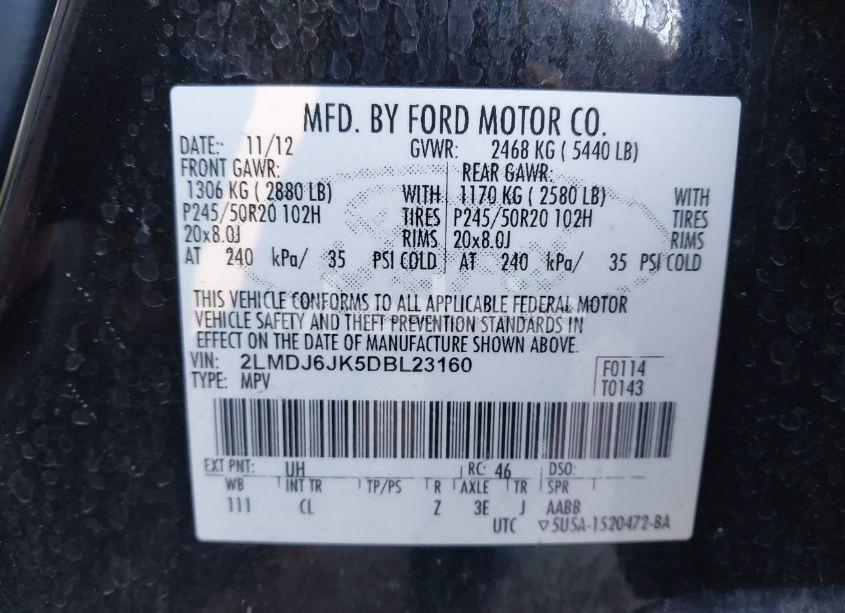 MFD. BY FORD MOTOR CO.
DATE: 11/12 GVWR: 2468 KG ( 5440 LB)
FRONT GAWR: REAR GAWR:
1306 KG ( 2880 LB) WITH 1170 KG ( 2580 LB) WITH
P245/50R20 102H TIRES P245/50R20 102H TIRES
20x8.0J RIMS 20x8.0J RIMS
AT 240 kPa/ 35 PSI COLD AT 240 kPa/ 35 PSI COLD
THIS VEHICLE CONFORMS TO ALL APPLICABLE FEDERAL MOTOR
VEHICLE SAFETY AND THEFT PREVENTION STANDARDS IN
EFFECT ON THE DATE OF MANUFACTURE SHOWN ABOVE.
VIN: 2LMDJ6JK5DBL23160 F0114
TYPE: MPV T0143
EXT PNT: UH RC: 46 DSO:
WB INT TR TP/PS R AXLE TR SPR
111 CL Z 3E J AABB
UTC ▽5U5A-1520472-BA